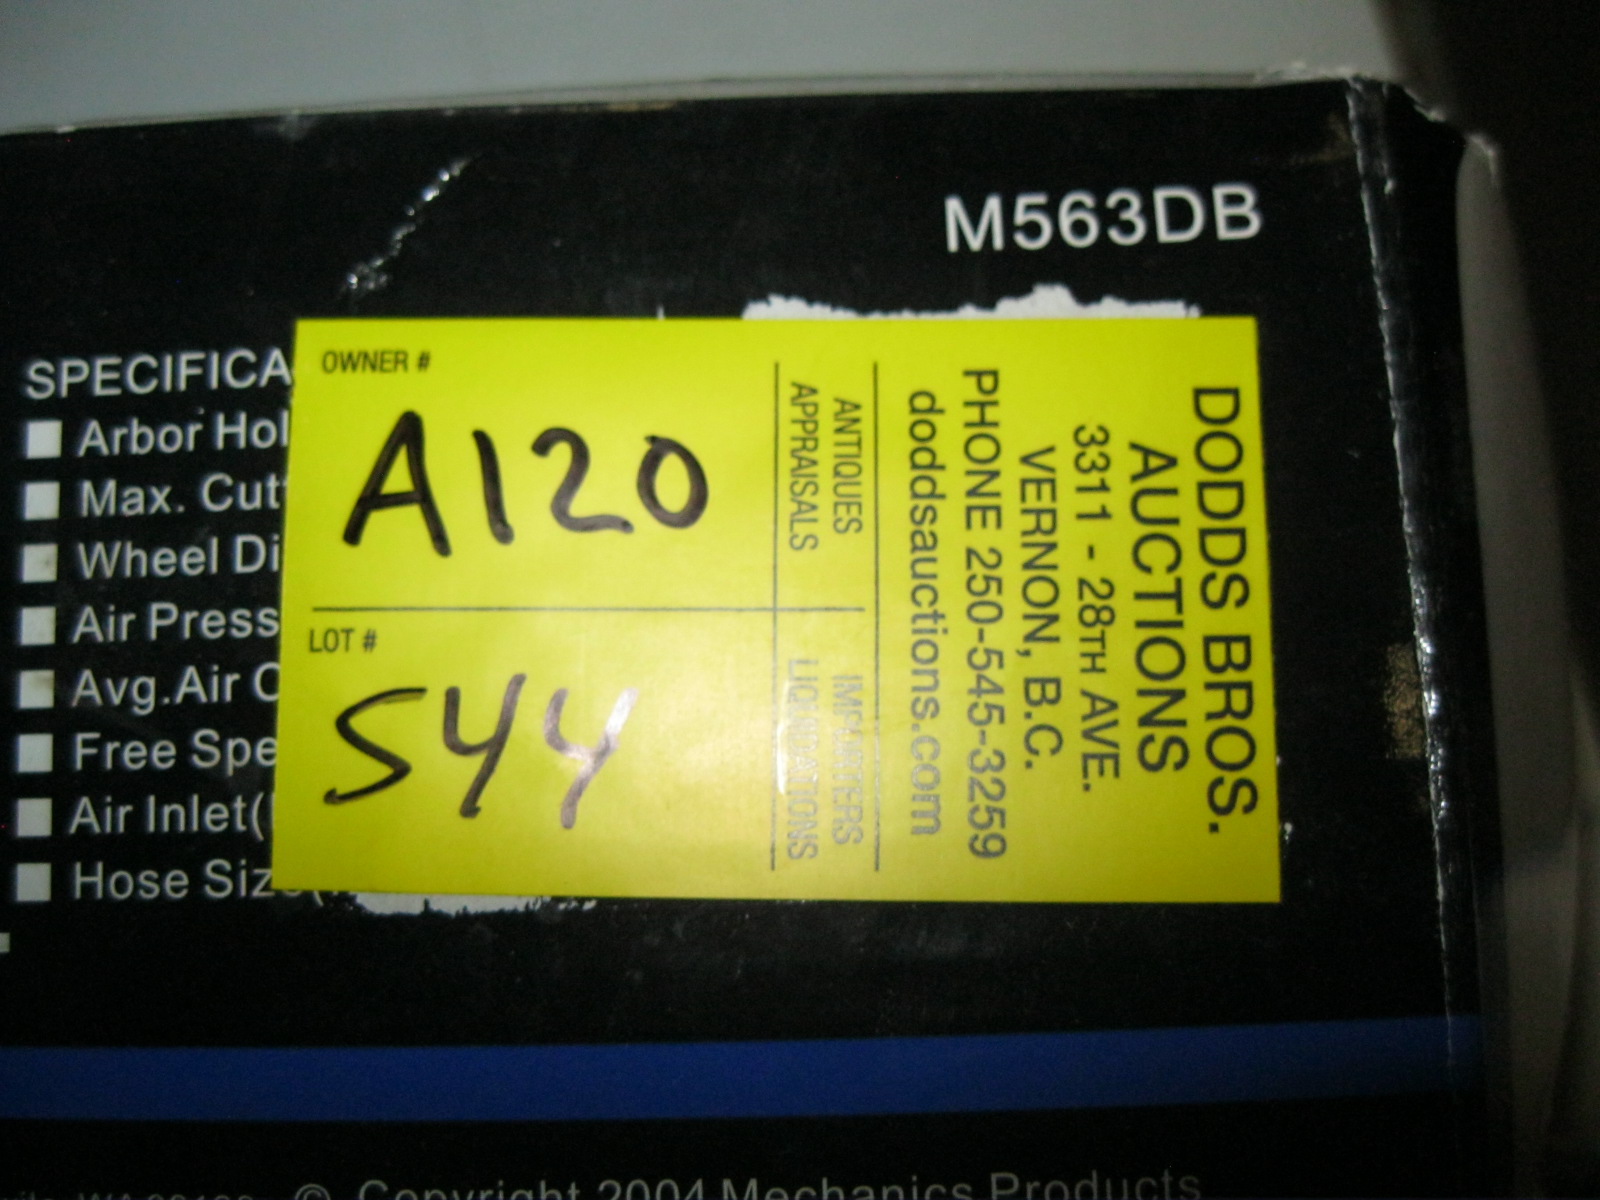 M563DB
SPECIFICA
Arbor Hol
Max. Cut
Wheel Di
Air Press
Avg.Air C
Free Spe
Air Inlet(
Hose Size(
OWNER #
A120
LOT #
544
ANTIQUES
APPRAISALS
IMPORTERS
LIQUIDATIONS
DODDS BROS.
AUCTIONS
3311 - 28TH AVE.
VERNON, B.C.
PHONE 250-545-3259
doddsauctions.com
© Copyright 2004 Mechanics Products